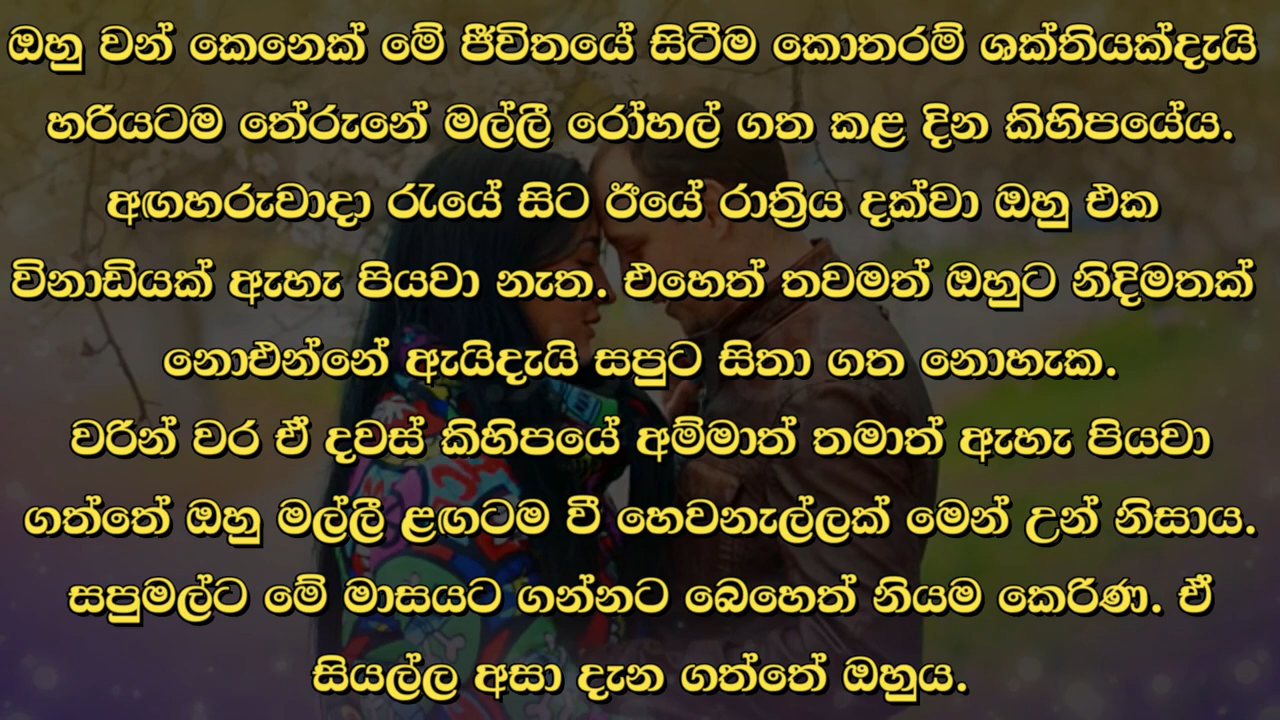 ඔහු වන් කෙනෙක් මේ ජීවිතයේ සිටීම කොතරම් ශක්තියක්දැයි
හරියටම තේරුනේ මල්ලී රෝහල් ගත කළ දින කිහිපයේය.
අඟහරුවාදා රැයේ සිට ඊයේ රාත්‍රිය දක්වා ඔහු එක
විනාඩියක් ඇහැ පියවා නැත. එහෙත් තවමත් ඔහුට නිදිමතක්
නොඑන්නේ ඇයිදැයි සපුට සිතා ගත නොහැක.
වරින් වර ඒ දවස් කිහිපයේ අම්මාත් තමාත් ඇහැ පියවා
ගත්තේ ඔහු මල්ලී ළඟටම වී හෙවනැල්ලක් මෙන් උන් නිසාය.
සපුමල්ට මේ මාසයට ගන්නට බෙහෙත් නියම කෙරිණ. ඒ
සියල්ල අසා දැන ගත්තේ ඔහුය.